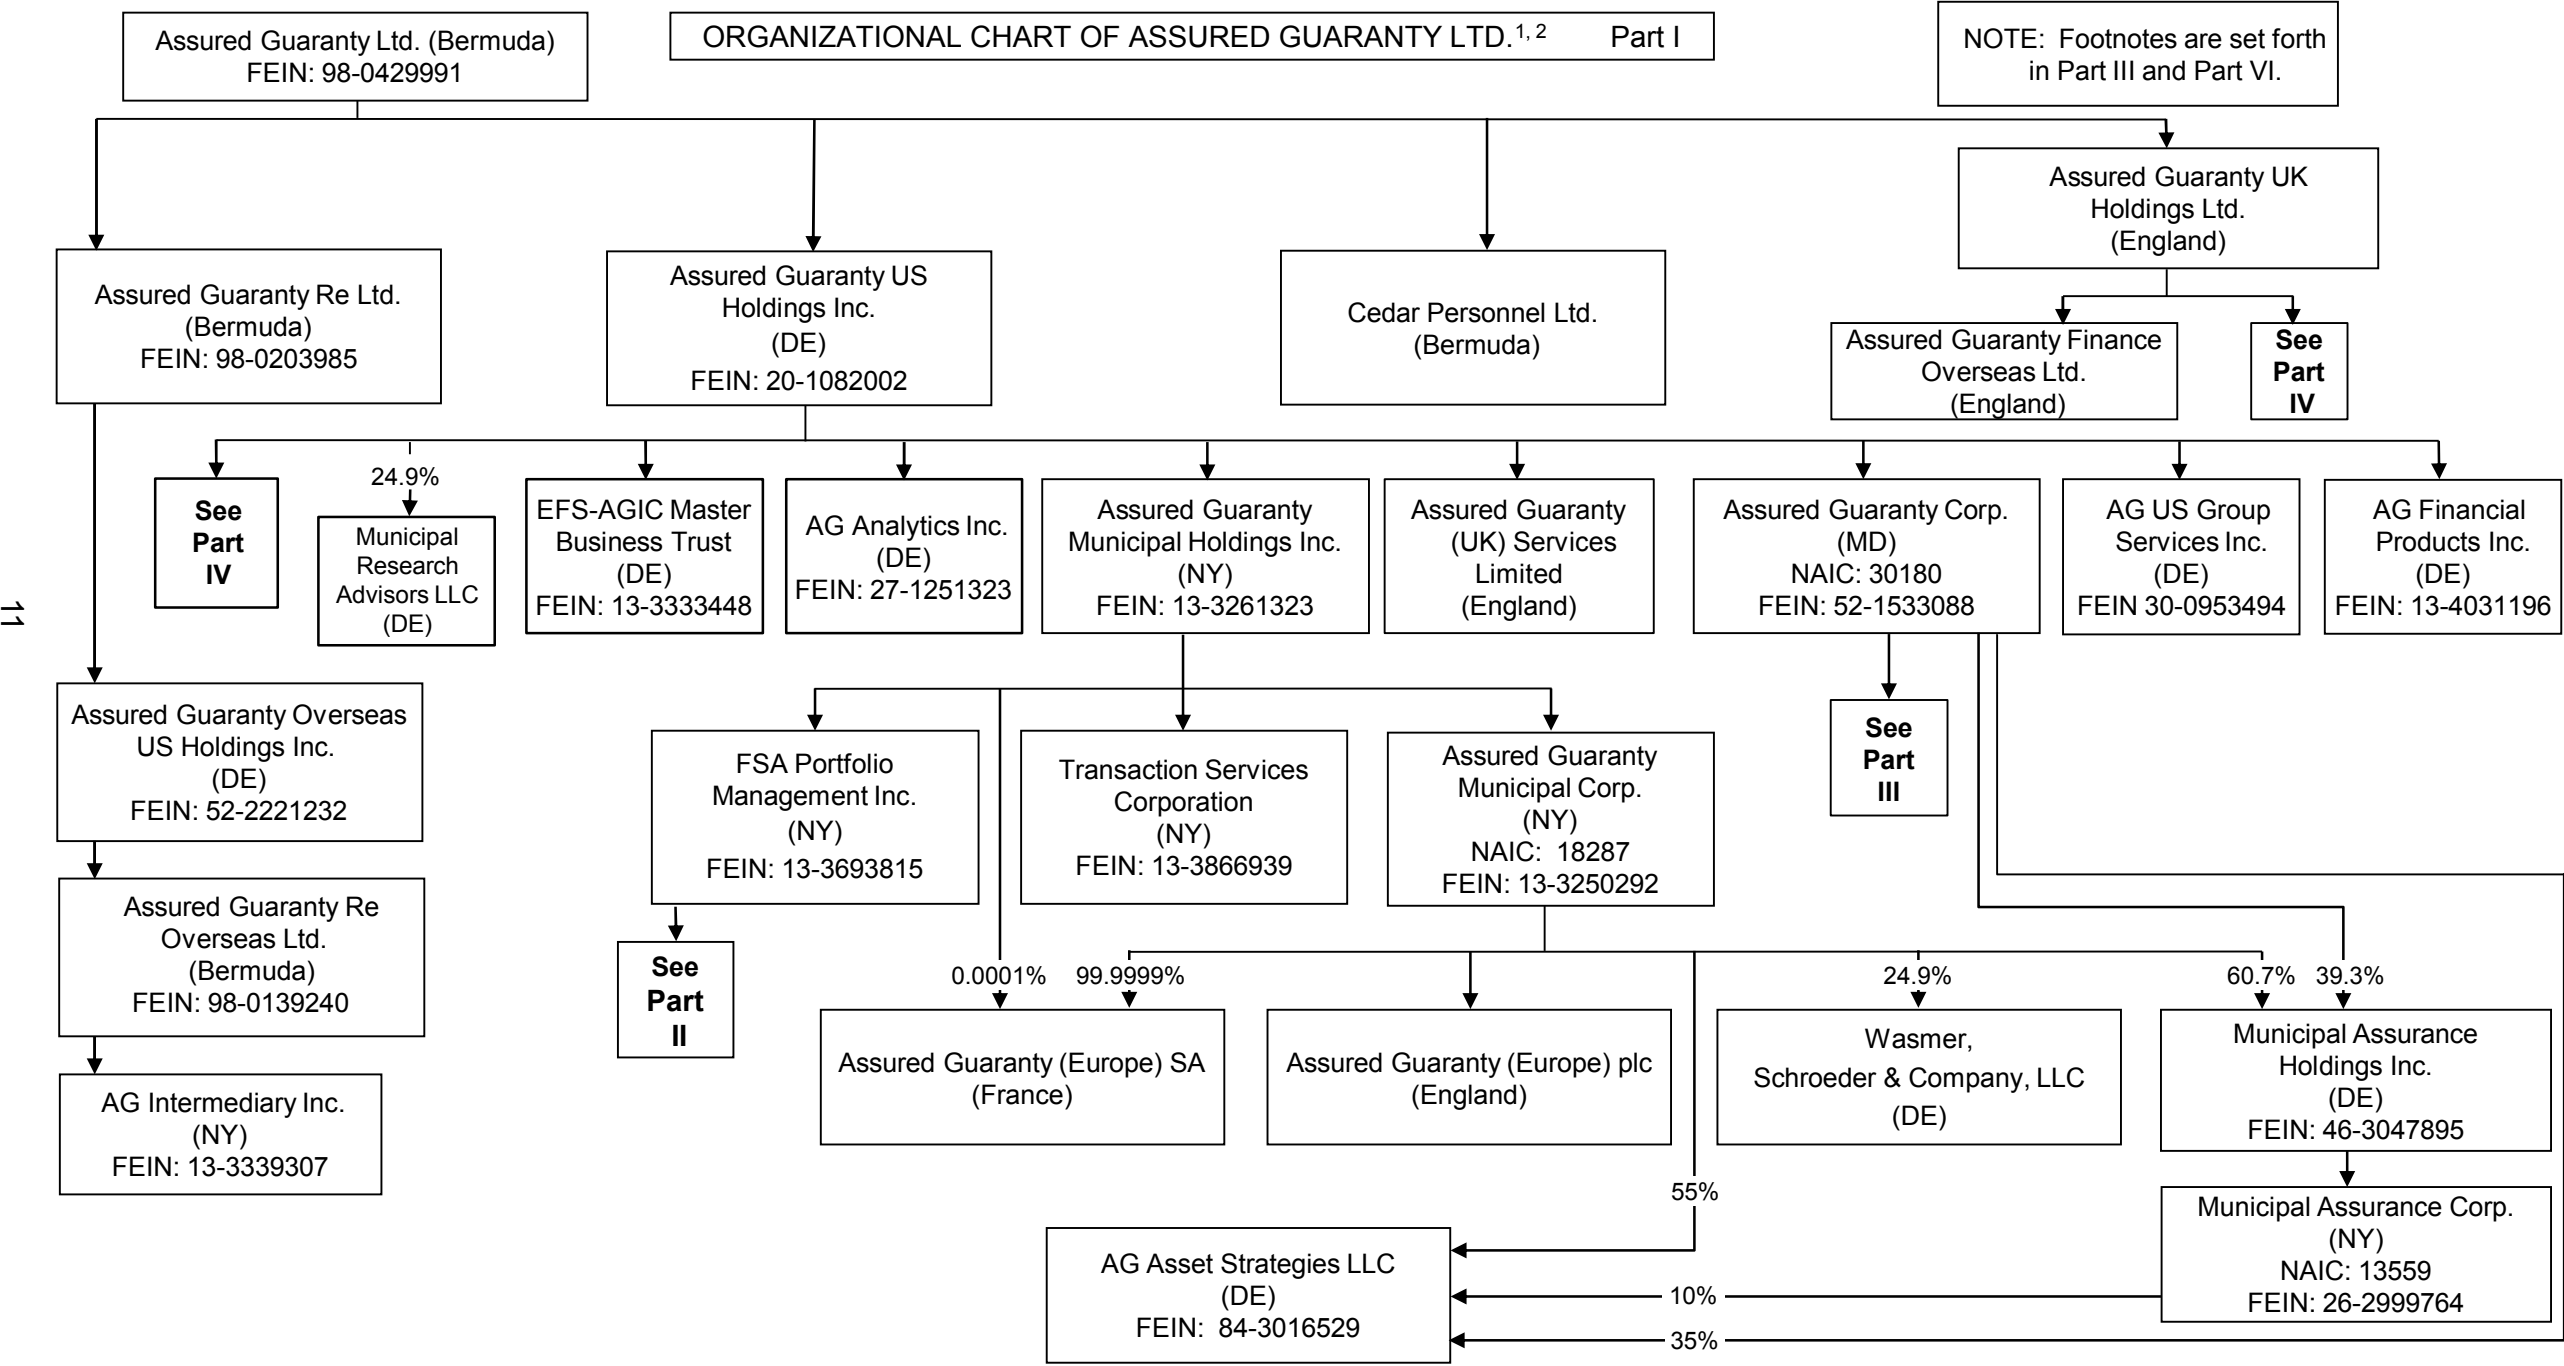 Assured Guaranty Ltd. (Bermuda)
FEIN: 98-0429991
ORGANIZATIONAL CHART OF ASSURED GUARANTY LTD.1, 2 Part I
NOTE: Footnotes are set forth
in Part III and Part VI.
Assured Guaranty UK
Holdings Ltd.
(England)
Assured Guaranty Re Ltd.
(Bermuda)
FEIN: 98-0203985
Assured Guaranty US
Holdings Inc.
(DE)
FEIN: 20-1082002
Cedar Personnel Ltd.
(Bermuda)
Assured Guaranty Finance
Overseas Ltd.
(England)
See
Part
IV
See
Part
IV
24.9%
Municipal
Research
Advisors LLC
(DE)
EFS-AGIC Master
Business Trust
(DE)
FEIN: 13-3333448
AG Analytics Inc.
(DE)
FEIN: 27-1251323
Assured Guaranty
Municipal Holdings Inc.
(NY)
FEIN: 13-3261323
Assured Guaranty
(UK) Services
Limited
(England)
Assured Guaranty Corp.
(MD)
NAIC: 30180
FEIN: 52-1533088
AG US Group
Services Inc.
(DE)
FEIN 30-0953494
AG Financial
Products Inc.
(DE)
FEIN: 13-4031196
11
Assured Guaranty Overseas
US Holdings Inc.
(DE)
FEIN: 52-2221232
FSA Portfolio
Management Inc.
(NY)
FEIN: 13-3693815
Transaction Services
Corporation
(NY)
FEIN: 13-3866939
Assured Guaranty
Municipal Corp.
(NY)
NAIC: 18287
FEIN: 13-3250292
See
Part
III
Assured Guaranty Re
Overseas Ltd.
(Bermuda)
FEIN: 98-0139240
See
Part
II
0.0001%
99.9999%
24.9%
60.7%
39.3%
Assured Guaranty (Europe) SA
(France)
Assured Guaranty (Europe) plc
(England)
Wasmer,
Schroeder & Company, LLC
(DE)
Municipal Assurance
Holdings Inc.
(DE)
FEIN: 46-3047895
AG Intermediary Inc.
(NY)
FEIN: 13-3339307
55%
Municipal Assurance Corp.
(NY)
NAIC: 13559
FEIN: 26-2999764
AG Asset Strategies LLC
(DE)
FEIN: 84-3016529
10%
35%